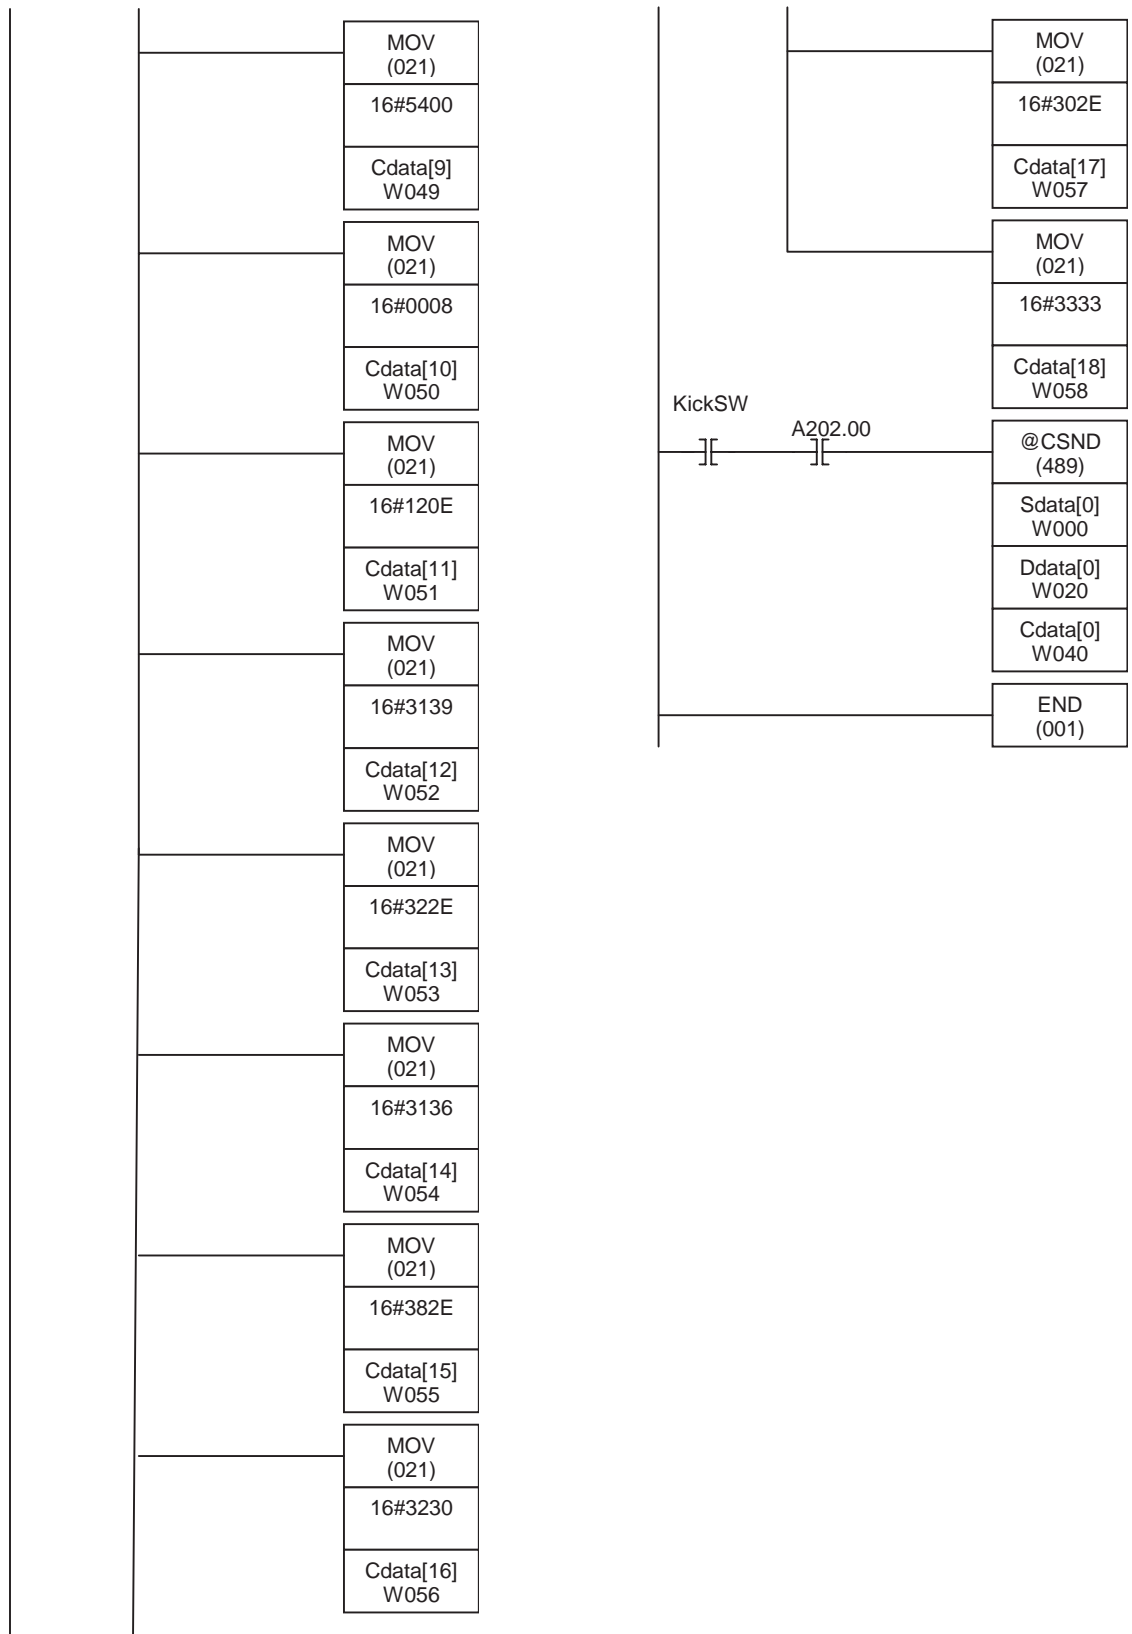 MOV
(021)
16#5400
Cdata[9]
W049
MOV
(021)
16#0008
Cdata[10]
W050
MOV
(021)
16#120E
Cdata[11]
W051
MOV
(021)
16#3139
Cdata[12]
W052
MOV
(021)
16#322E
Cdata[13]
W053
MOV
(021)
16#3136
Cdata[14]
W054
MOV
(021)
16#382E
Cdata[15]
W055
MOV
(021)
16#3230
Cdata[16]
W056
MOV
(021)
16#302E
Cdata[17]
W057
MOV
(021)
16#3333
Cdata[18]
W058
KickSW
A202.00
@CSND
(489)
Sdata[0]
W000
Ddata[0]
W020
Cdata[0]
W040
END
(001)